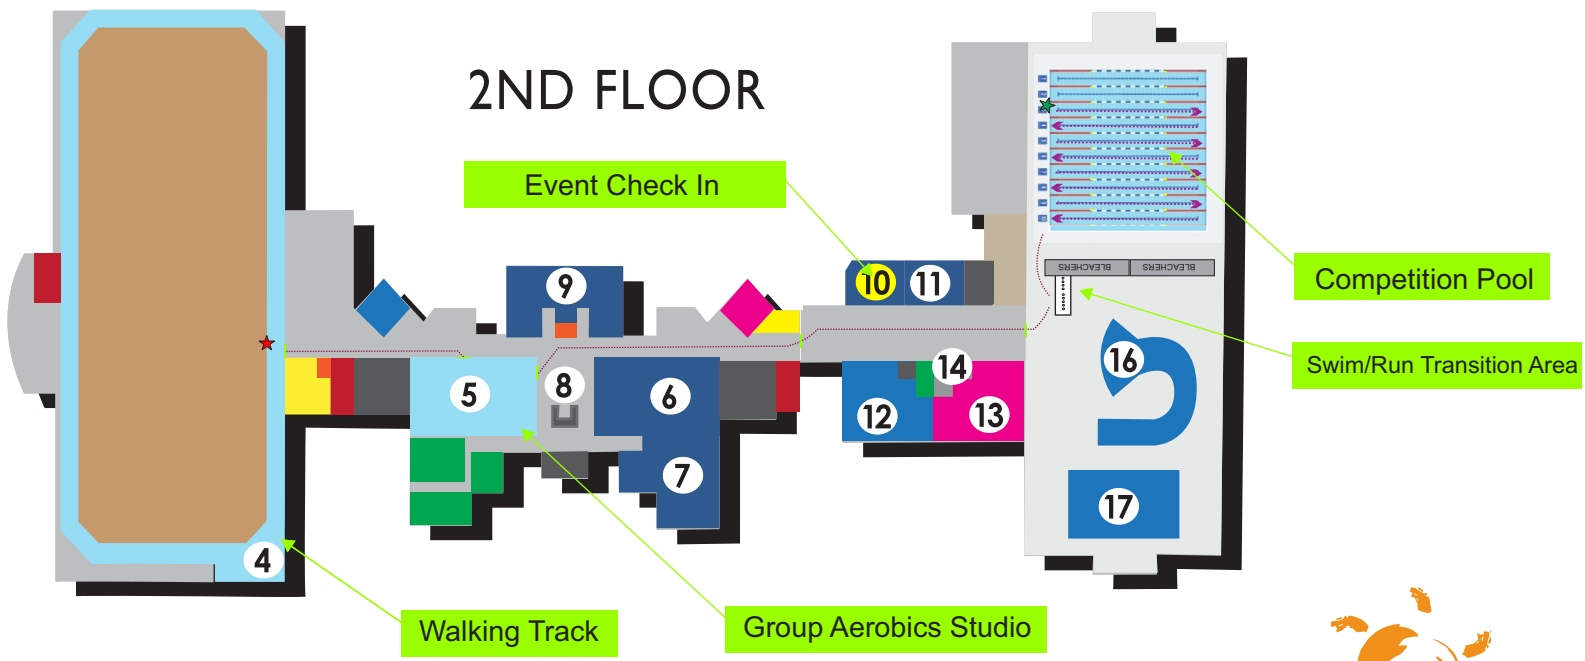 2ND FLOOR
Event Check In
Competition Pool
BLEACHERS BLEACHERS
Swim/Run Transition Area
Walking Track
Group Aerobics Studio
4
5
6
7
8
9
10
11
12
13
14
16
17